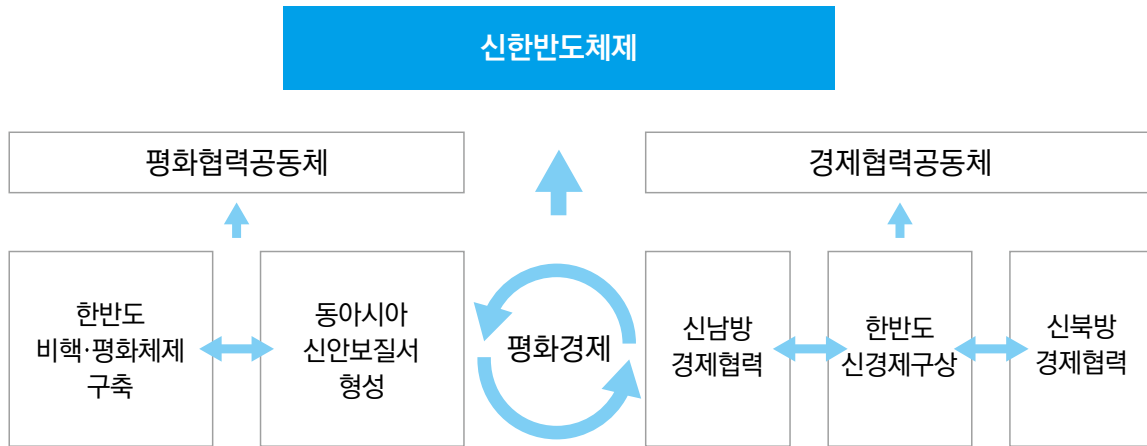 신한반도체제
평화협력공동체
경제협력공동체
한반도
비핵·평화체제
구축
동아시아
신안보질서
형성
평화경제
신남방
경제협력
한반도
신경제구상
신북방
경제협력